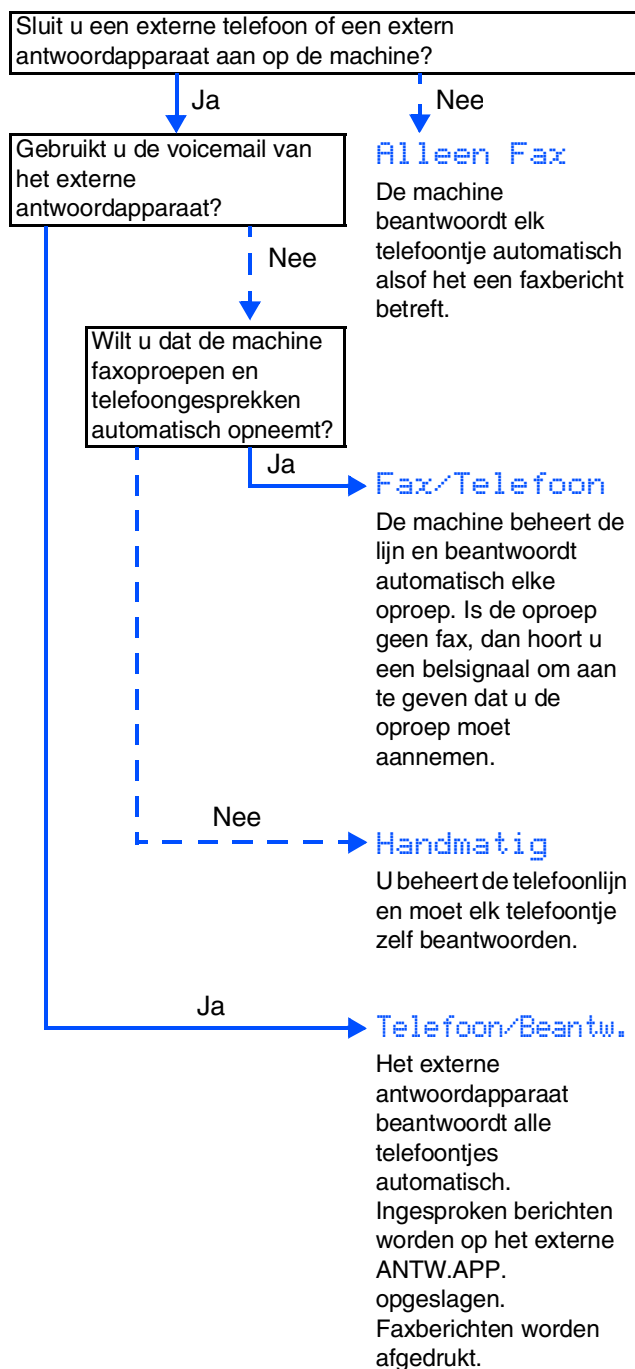 Sluit u een externe telefoon of een extern
antwoordapparaat aan op de machine?
Ja
Nee
Gebruikt u de voicemail van
het externe
antwoordapparaat?
Alleen Fax
De machine
beantwoordt elk
telefoontje automatisch
alsof het een faxbericht
betreft.
Nee
Wilt u dat de machine
faxoproepen en
telefoongesprekken
automatisch opneemt?
Ja
Fax/Telefoon
De machine beheert de
lijn en beantwoordt
automatisch elke
oproep. Is de oproep
geen fax, dan hoort u
een belsignaal om aan
te geven dat u de
oproep moet
aannemen.
Nee
Handmatig
U beheert de telefoonlijn
en moet elk telefoontje
zelf beantwoorden.
Ja
Telefoon/Beantw.
Het externe
antwoordapparaat
beantwoordt alle
telefoontjes
automatisch.
Ingesproken berichten
worden op het externe
ANTW.APP.
opgeslagen.
Faxberichten worden
afgedrukt.